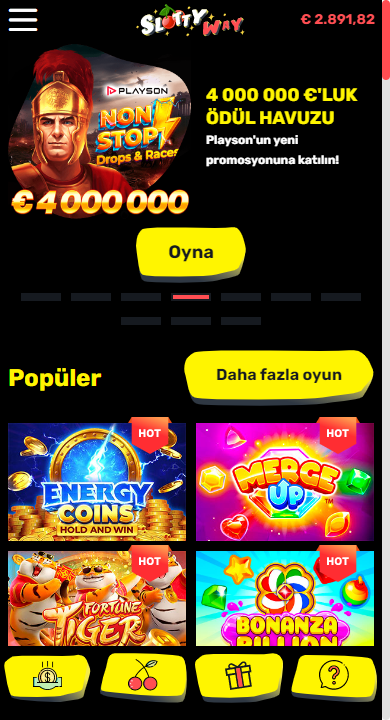 SLOTTY WAY
€ 2.891,82
PLAYSON
NON
STOP
Drops & Races
€ 4 000 000
4 000 000 €'LUK
ÖDÜL HAVUZU
Playson'un yeni
promosyonuna katılın!
Oyna
Popüler
Daha fazla oyun
HOT
ENERGY
COINS
HOLD AND WIN
HOT
MERGE
UP
TM
HOT
FORTUNE
TIGER
HOT
BONANZA
BILLION